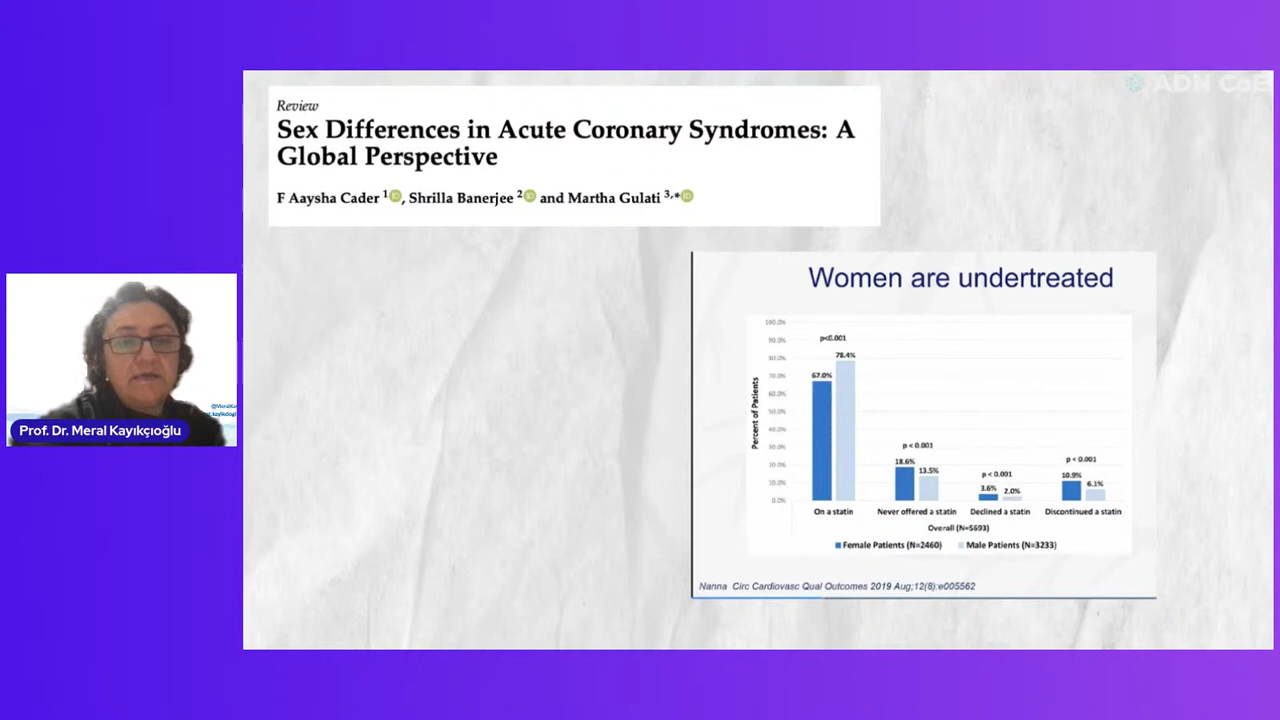 ADN CoE
Review
Sex Differences in Acute Coronary Syndromes: A
Global Perspective
F Aaysha Cader 1, Shrilla Banerjee 2 and Martha Gulati 3,*
Women are undertreated
100.0%
90.0%
80.0%
70.0%
60.0%
50.0%
40.0%
30.0%
20.0%
10.0%
0.0%
Percent of Patients
p<0.001
67.0%
78.4%
p < 0.001
18.6%
13.5%
p < 0.001
3.6%
2.0%
p < 0.001
10.9%
6.1%
On a statin
Never offered a statin
Declined a statin
Discontinued a statin
Overall (N=5693)
Female Patients (N=2460)
Male Patients (N=3233)
Nanna Circ Cardiovasc Qual Outcomes 2019 Aug;12(8):e005562
Prof. Dr. Meral Kayıkçıoğlu